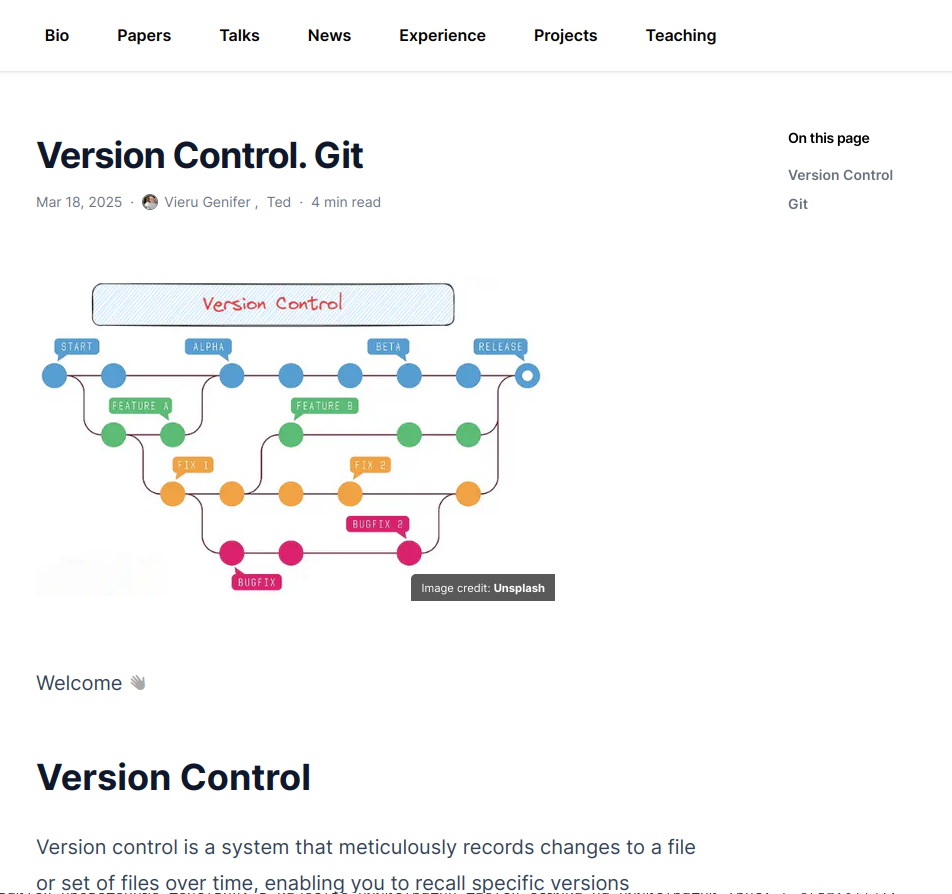 Bio Papers Talks News Experience Projects Teaching
Version Control. Git
Mar 18, 2025 · Vieru Genifer , Ted · 4 min read
On this page
Version Control
Git
Version Control
START ALPHA BETA RELEASE
FEATURE A FEATURE B
FIX 1 FIX 2
BUGFIX 2
BUGFIX
Image credit: Unsplash
Welcome 👋
Version Control
Version control is a system that meticulously records changes to a file
or set of files over time, enabling you to recall specific versions